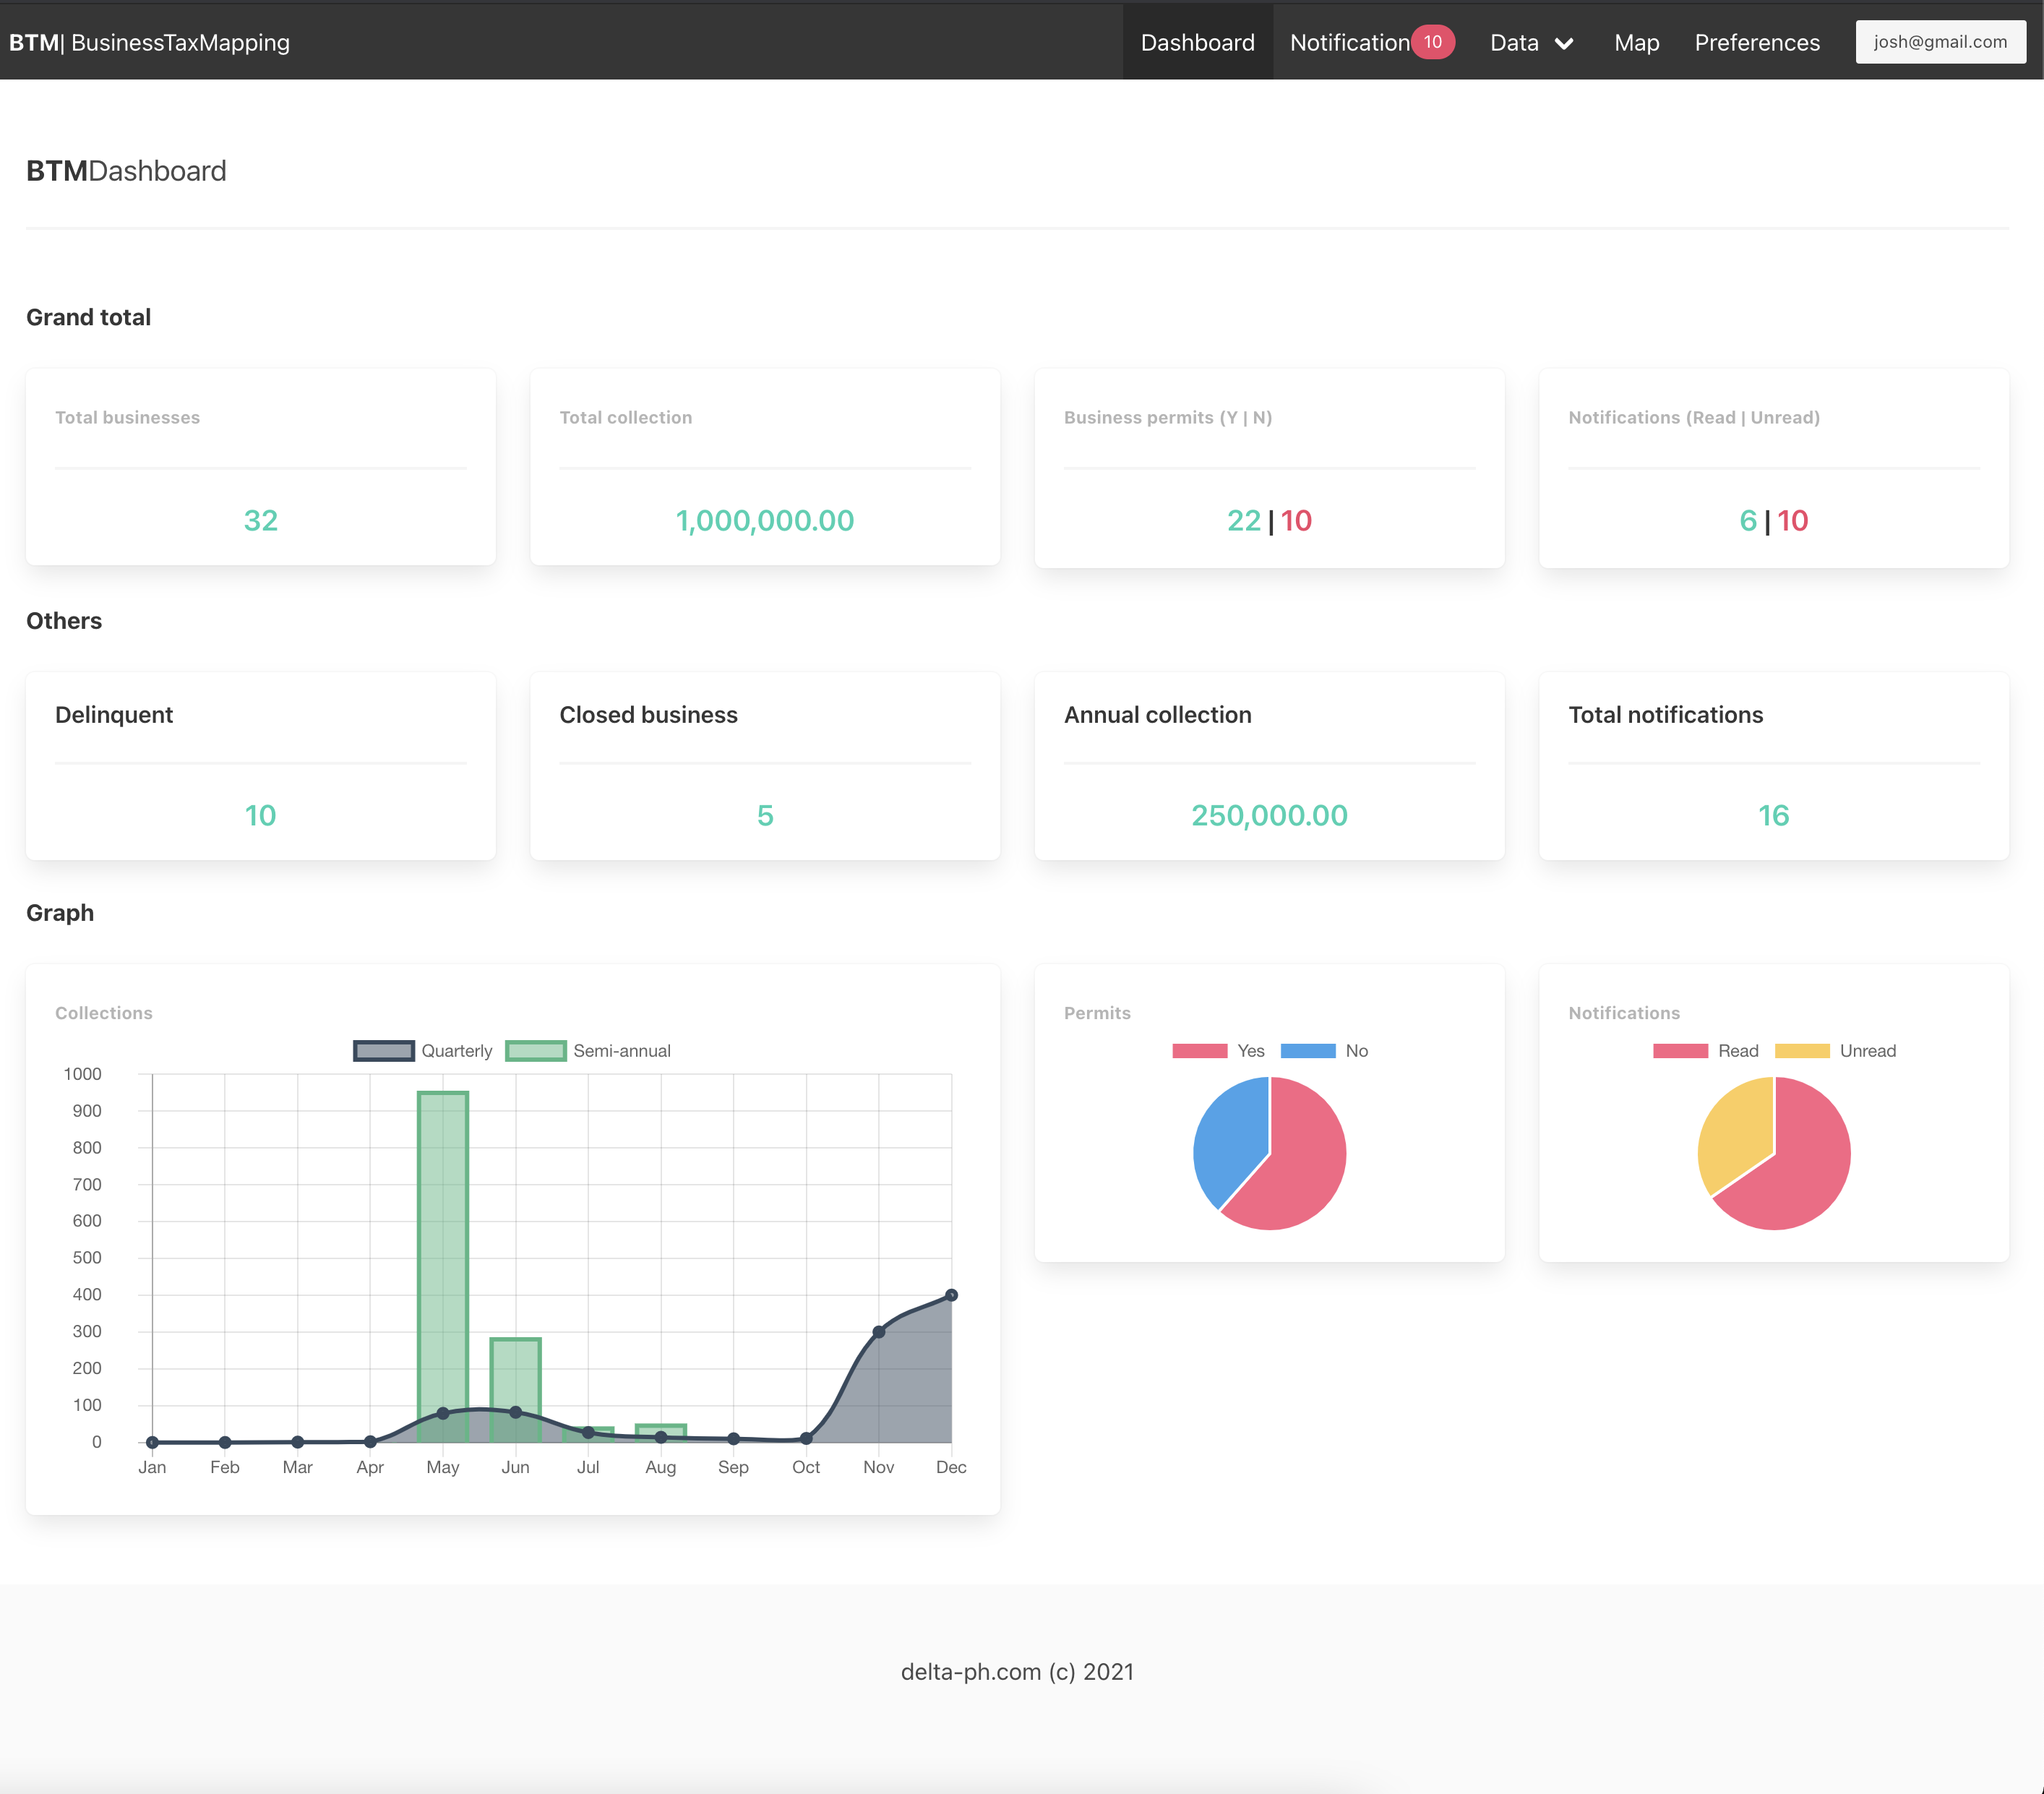 BTM| BusinessTaxMapping Dashboard Notification 10 Data Map Preferences josh@gmail.com
BTMDashboard
Grand total
Total businesses
32
Total collection
1,000,000.00
Business permits (Y | N)
22 | 10
Notifications (Read | Unread)
6 | 10
Others
Delinquent
10
Closed business
5
Annual collection
250,000.00
Total notifications
16
Graph
Collections
Quarterly Semi-annual
1000
900
800
700
600
500
400
300
200
100
0
Jan Feb Mar Apr May Jun Jul Aug Sep Oct Nov Dec
Permits
Yes No
Notifications
Read Unread
delta-ph.com (c) 2021